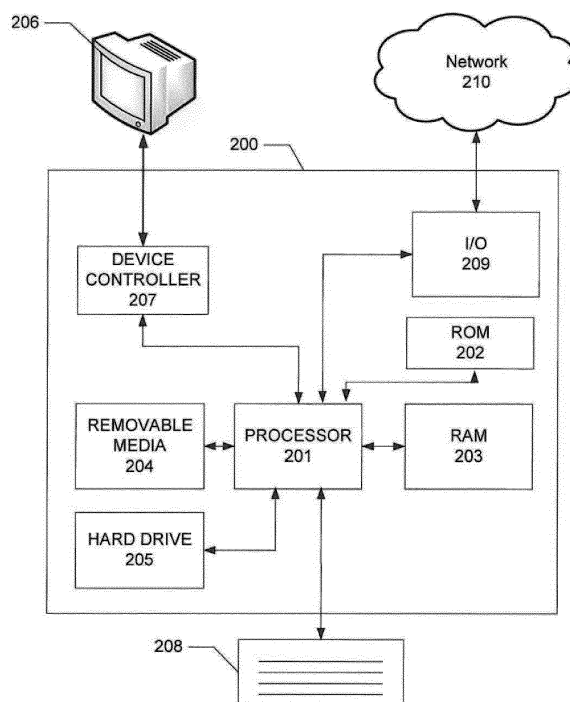 206
Network
210
200
DEVICE
CONTROLLER
207
I/O
209
ROM
202
REMOVABLE
MEDIA
204
PROCESSOR
201
RAM
203
HARD DRIVE
205
208